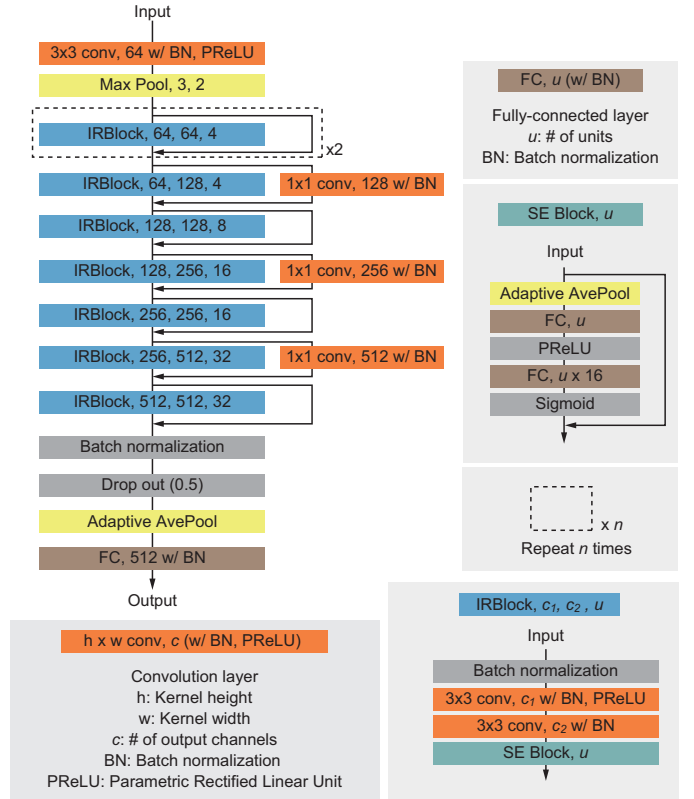 Input
3x3 conv, 64 w/ BN, PReLU
Max Pool, 3, 2
IRBlock, 64, 64, 4
x2
IRBlock, 64, 128, 4
1x1 conv, 128 w/ BN
IRBlock, 128, 128, 8
IRBlock, 128, 256, 16
1x1 conv, 256 w/ BN
IRBlock, 256, 256, 16
IRBlock, 256, 512, 32
1x1 conv, 512 w/ BN
IRBlock, 512, 512, 32
Batch normalization
Drop out (0.5)
Adaptive AvePool
FC, 512 w/ BN
Output
h x w conv, c (w/ BN, PReLU)
Convolution layer
h: Kernel height
w: Kernel width
c: # of output channels
BN: Batch normalization
PReLU: Parametric Rectified Linear Unit
FC, u (w/ BN)
Fully-connected layer
u: # of units
BN: Batch normalization
SE Block, u
Input
Adaptive AvePool
FC, u
PReLU
FC, u x 16
Sigmoid
x n
Repeat n times
IRBlock, c₁, c₂ , u
Input
Batch normalization
3x3 conv, c₁ w/ BN, PReLU
3x3 conv, c₂ w/ BN
SE Block, u